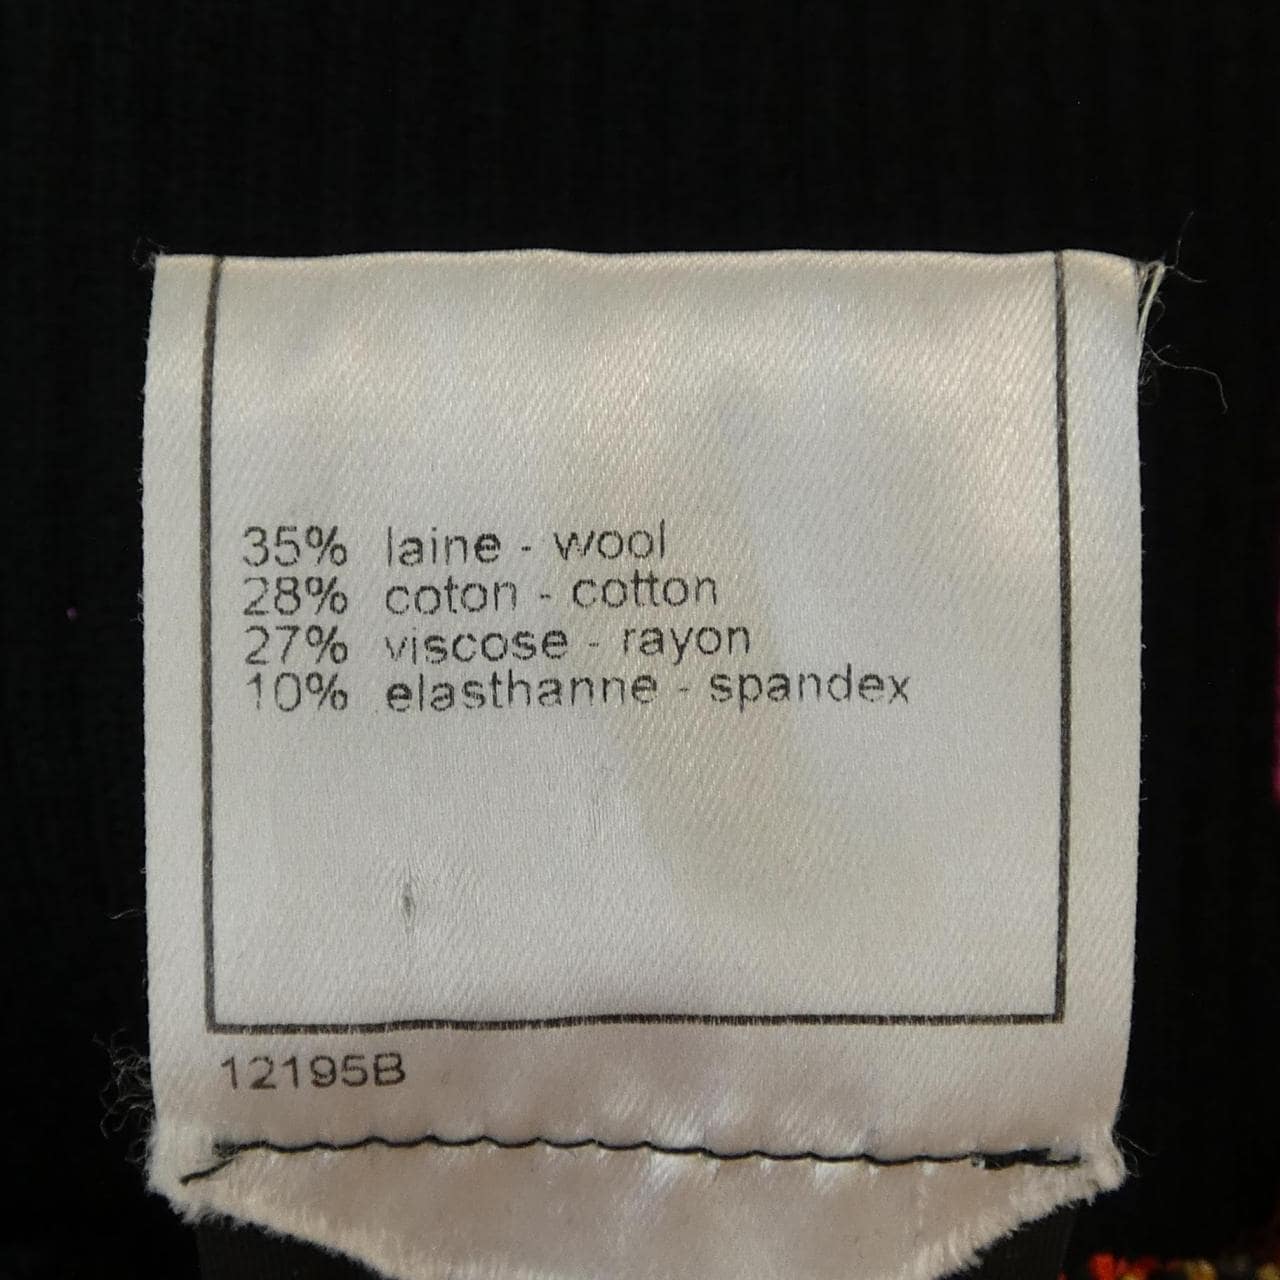 35% laine - wool
28% coton - cotton
27% viscose - rayon
10% elasthanne - spandex
12195B